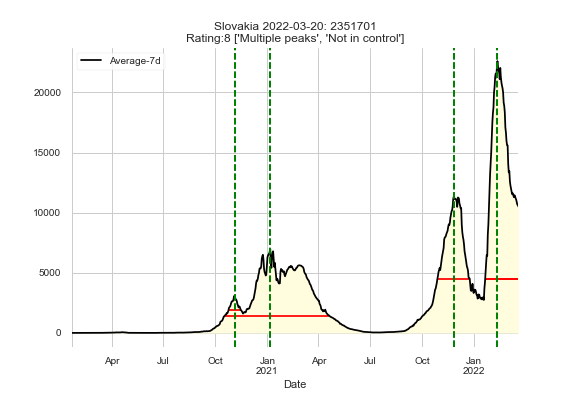 Slovakia 2022-03-20: 2351701
Rating:8 ['Multiple peaks', 'Not in control']
Average-7d
20000
15000
10000
5000
0
Apr Jul Oct Jan Apr Jul Oct Jan
2021 2022
Date